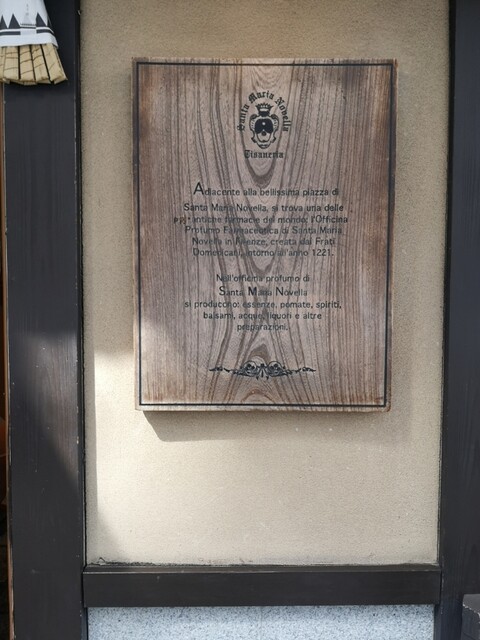 Santa Maria Novella
Tisaneria
Adiacente alla bellissima piazza di
Santa Maria Novella, si trova una delle
più antiche farmacie del mondo, l'Officina
Profumo Farmaceutica di Santa Maria
Novella in Firenze, creata dai Frati
Domenicani, intorno all'anno 1221.
Nell'officina profumo di
Santa Maria Novella
si producono: essenze, pomate, spiriti,
balsami, acque, liquori e altre
preparazioni.